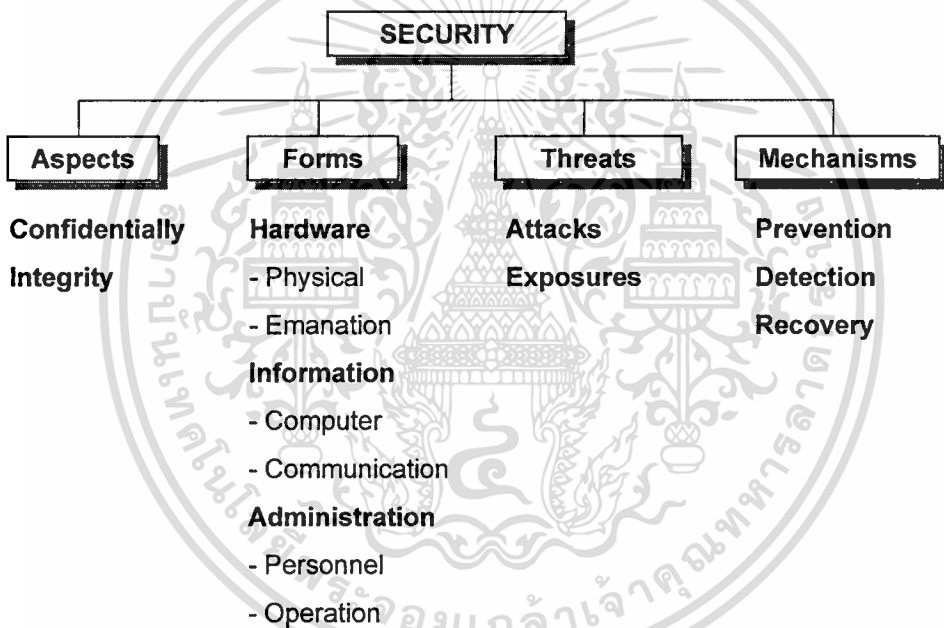 SECURITY
Aspects
Confidentially
Integrity
Forms
Hardware
- Physical
- Emanation
Information
- Computer
- Communication
Administration
- Personnel
- Operation
Threats
Attacks
Exposures
Mechanisms
Prevention
Detection
Recovery